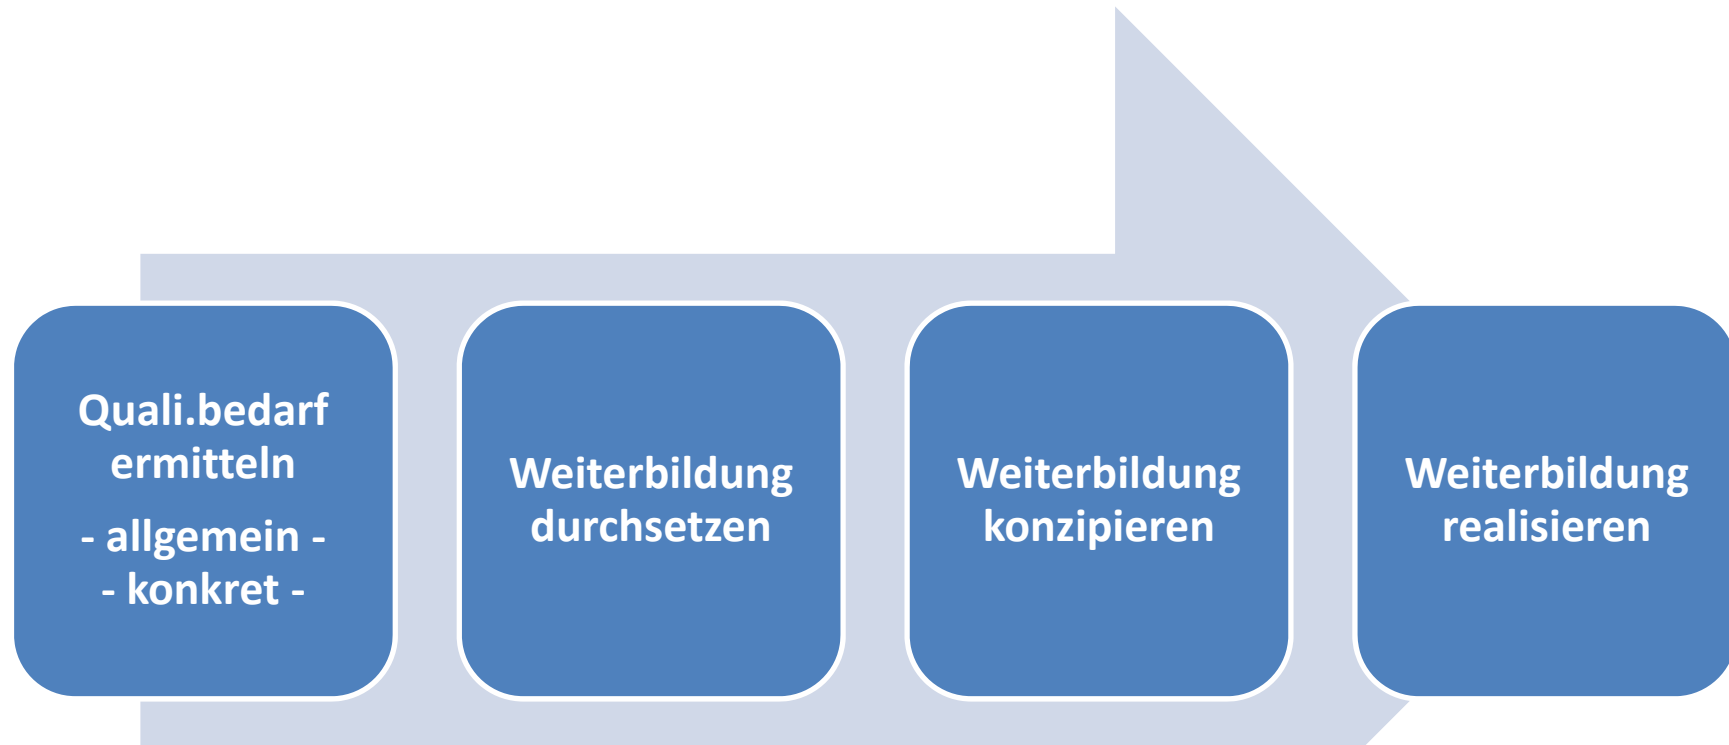 Quali.bedarf
ermitteln
- allgemein -
- konkret -
Weiterbildung
durchsetzen
Weiterbildung
konzipieren
Weiterbildung
realisieren